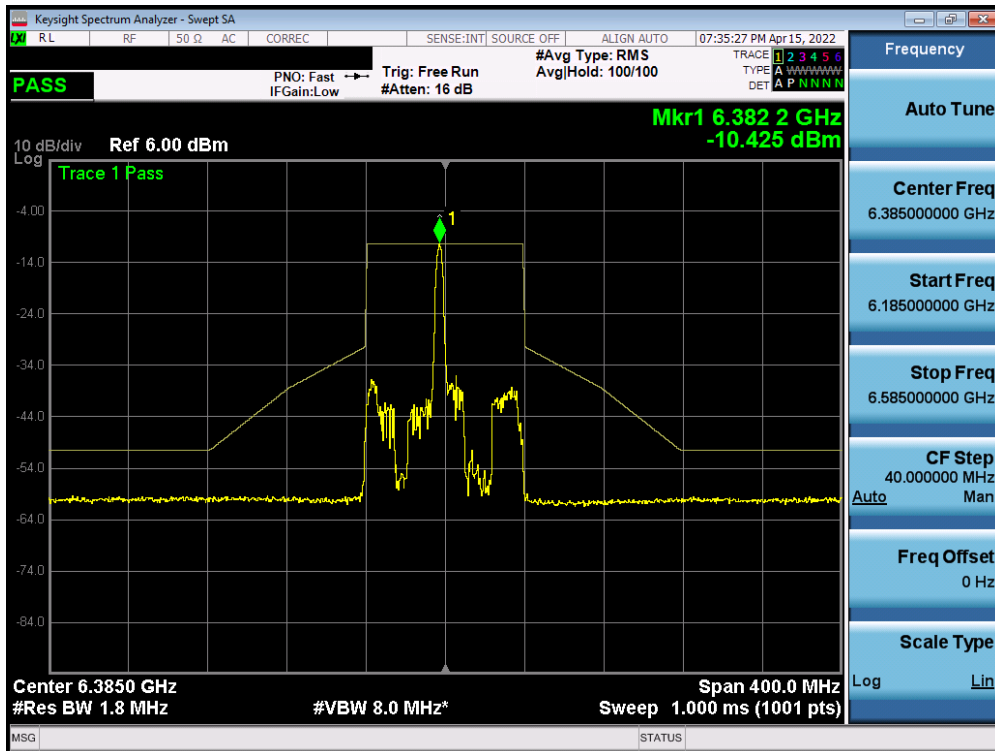 Keysight Spectrum Analyzer - Swept SA
LXI RL RF 50 Ω AC CORREC SENSE:INT SOURCE OFF ALIGN AUTO 07:35:27 PM Apr 15, 2022
PASS
PNO: Fast
IFGain:Low
Trig: Free Run
#Atten: 16 dB
#Avg Type: RMS
Avg|Hold: 100/100
TRACE 1 2 3 4 5 6
TYPE A WWWWW
DET A P N N N N
Mkr1 6.382 2 GHz
-10.425 dBm
10 dB/div Ref 6.00 dBm
Log
Trace 1 Pass
1
-4.00
-14.0
-24.0
-34.0
-44.0
-54.0
-64.0
-74.0
-84.0
Center 6.3850 GHz Span 400.0 MHz
#Res BW 1.8 MHz #VBW 8.0 MHz* Sweep 1.000 ms (1001 pts)
MSG STATUS
Frequency
Auto Tune
Center Freq
6.385000000 GHz
Start Freq
6.185000000 GHz
Stop Freq
6.585000000 GHz
CF Step
40.000000 MHz
Auto Man
Freq Offset
0 Hz
Scale Type
Log Lin